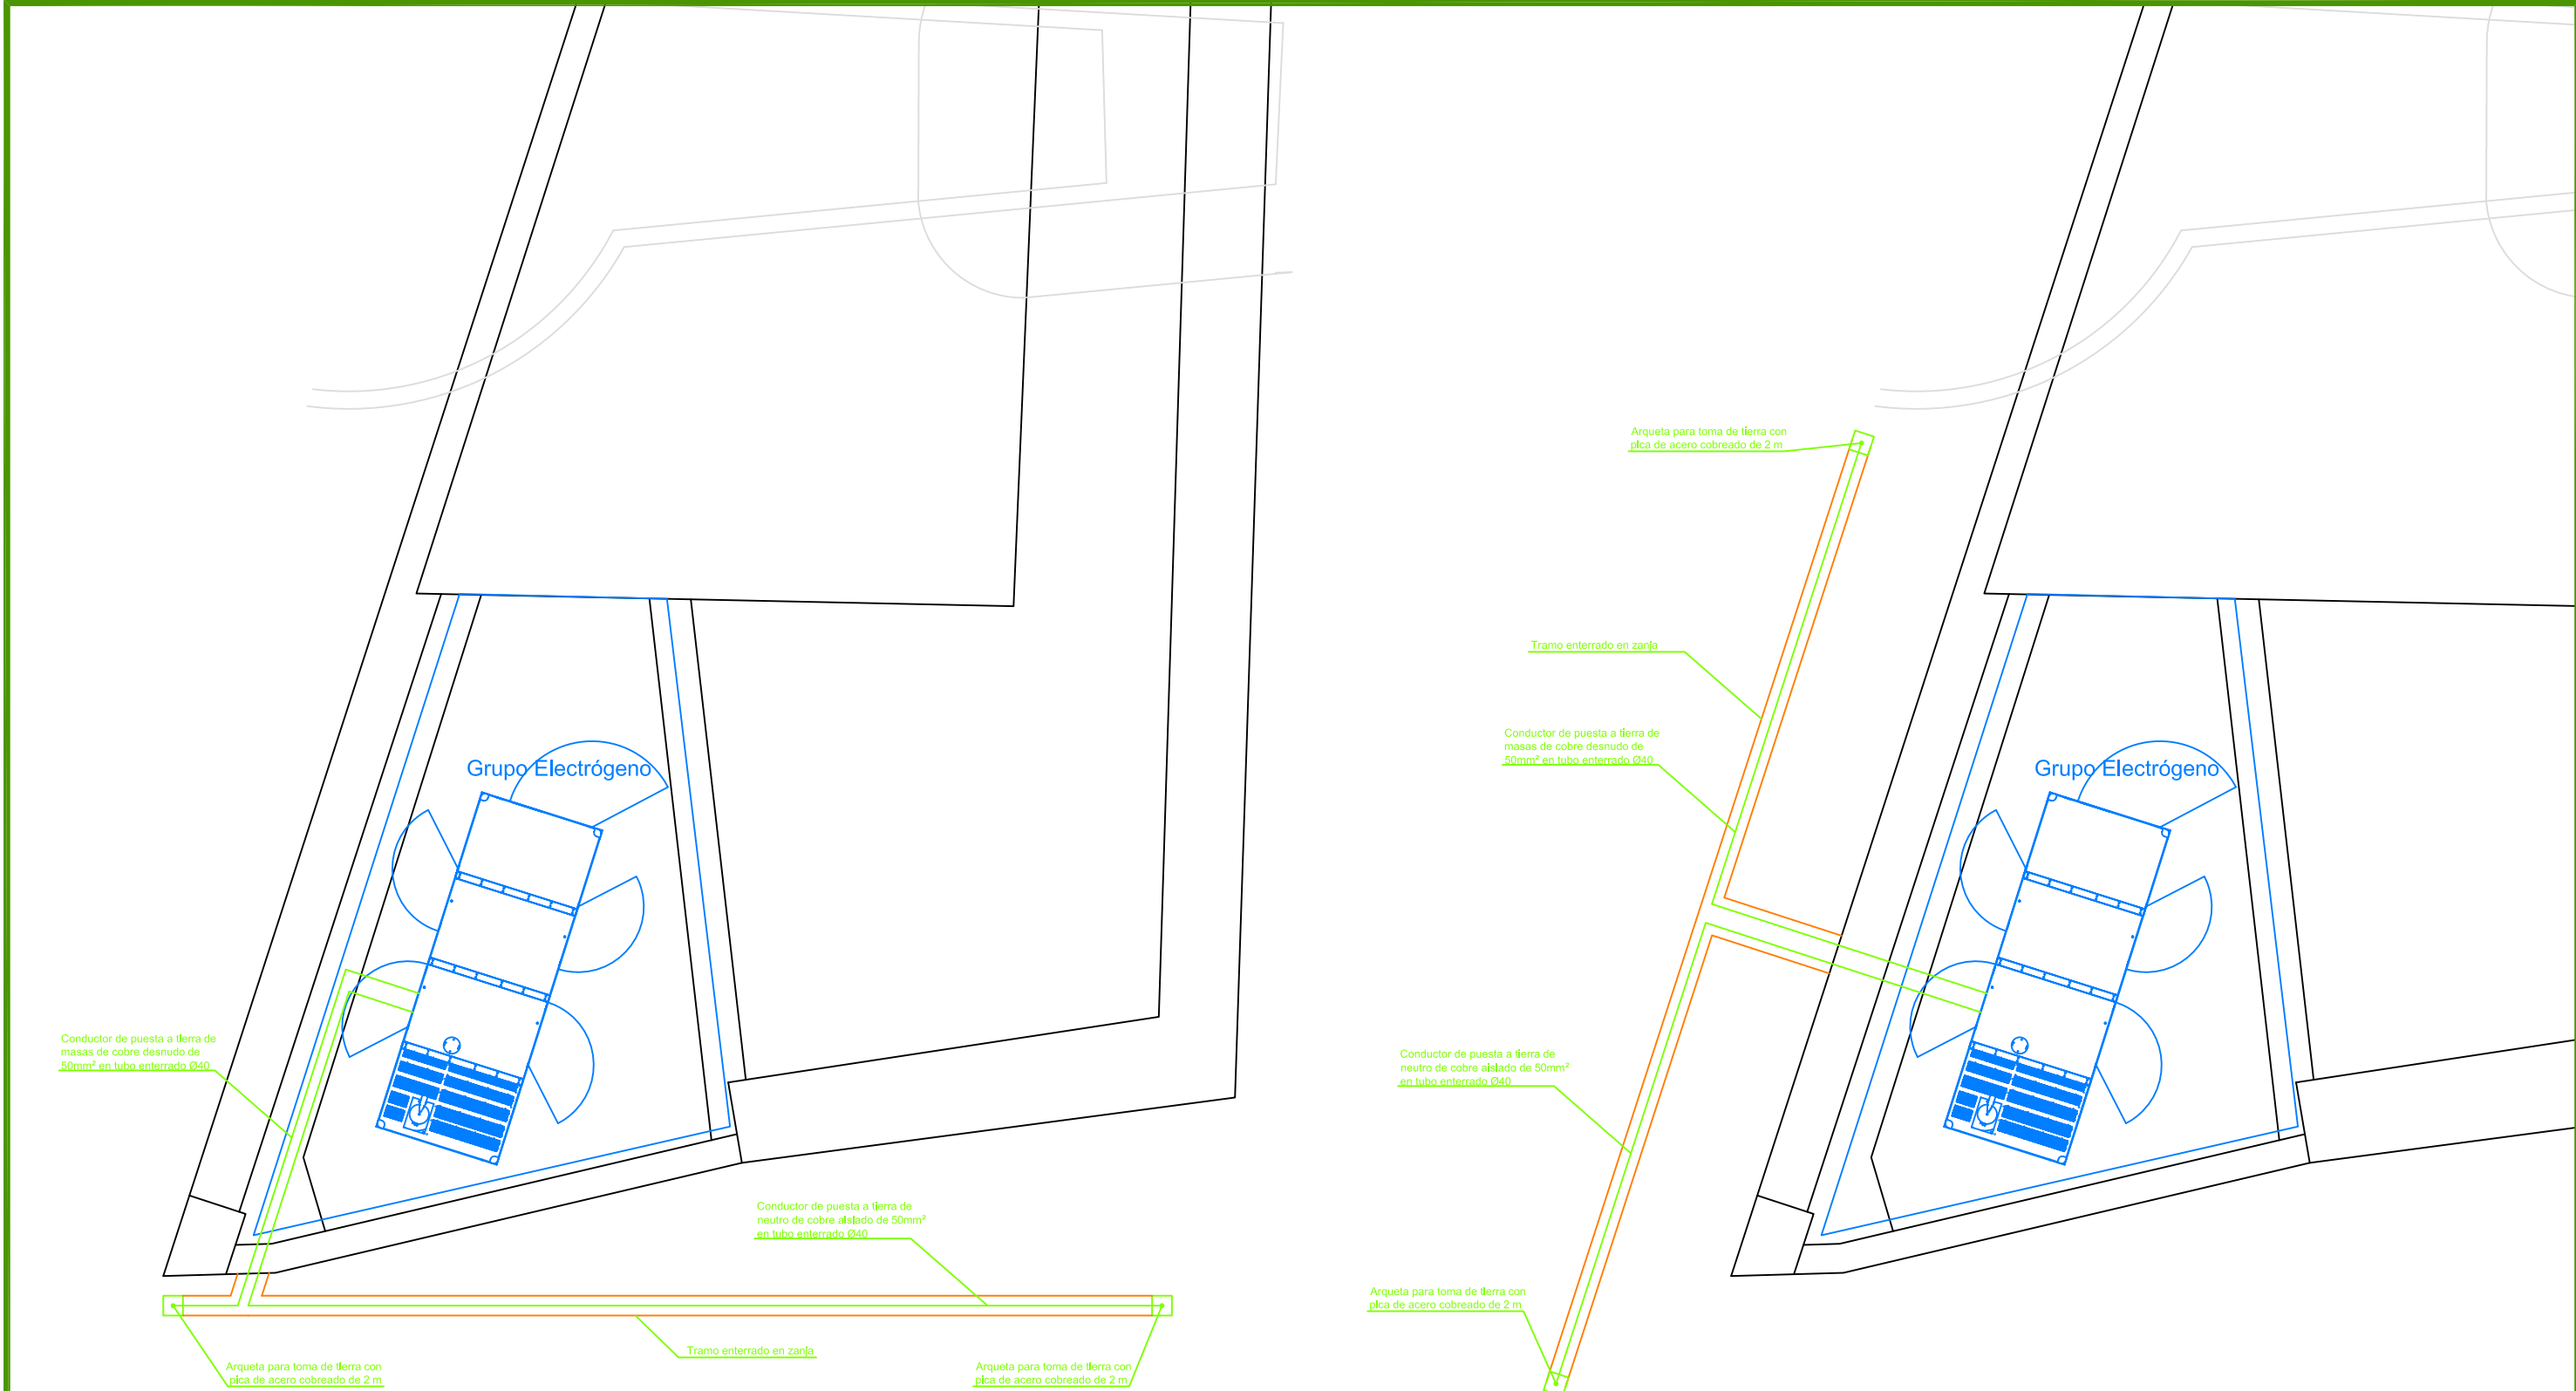 Grupo Electrógeno
Conductor de puesta a tierra de
masas de cobre desnudo de
50mm² en tubo enterrado Ø40
Conductor de puesta a tierra de
neutro de cobre aislado de 50mm²
en tubo enterrado Ø40
Tramo enterrado en zanja
Arqueta para toma de tierra con
pica de acero cobreado de 2 m
Arqueta para toma de tierra con
pica de acero cobreado de 2 m
Arqueta para toma de tierra con
pica de acero cobreado de 2 m
Tramo enterrado en zanja
Conductor de puesta a tierra de
masas de cobre desnudo de
50mm² en tubo enterrado Ø40
Grupo Electrógeno
Conductor de puesta a tierra de
neutro de cobre aislado de 50mm²
en tubo enterrado Ø40
Arqueta para toma de tierra con
pica de acero cobreado de 2 m